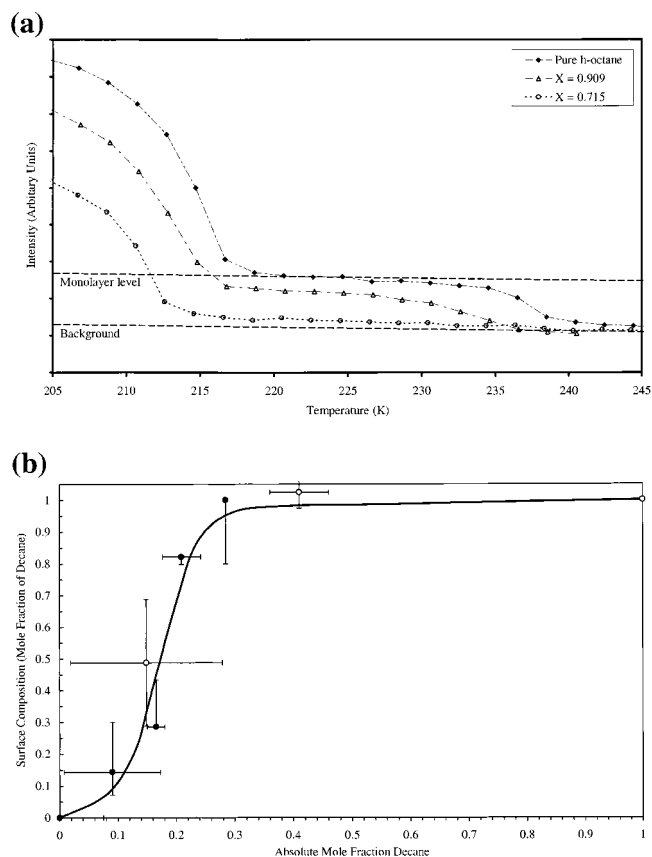 (a)
Pure h-octane
X = 0.909
X = 0.715
Intensity (Arbitary Units)
Monolayer level
Background
205 210 215 220 225 230 235 240 245
Temperature (K)
(b)
Surface Composition (Mole Fraction of Decane)
1
0.9
0.8
0.7
0.6
0.5
0.4
0.3
0.2
0.1
0
0 0.1 0.2 0.3 0.4 0.5 0.6 0.7 0.8 0.9 1
Absolute Mole Fraction Decane